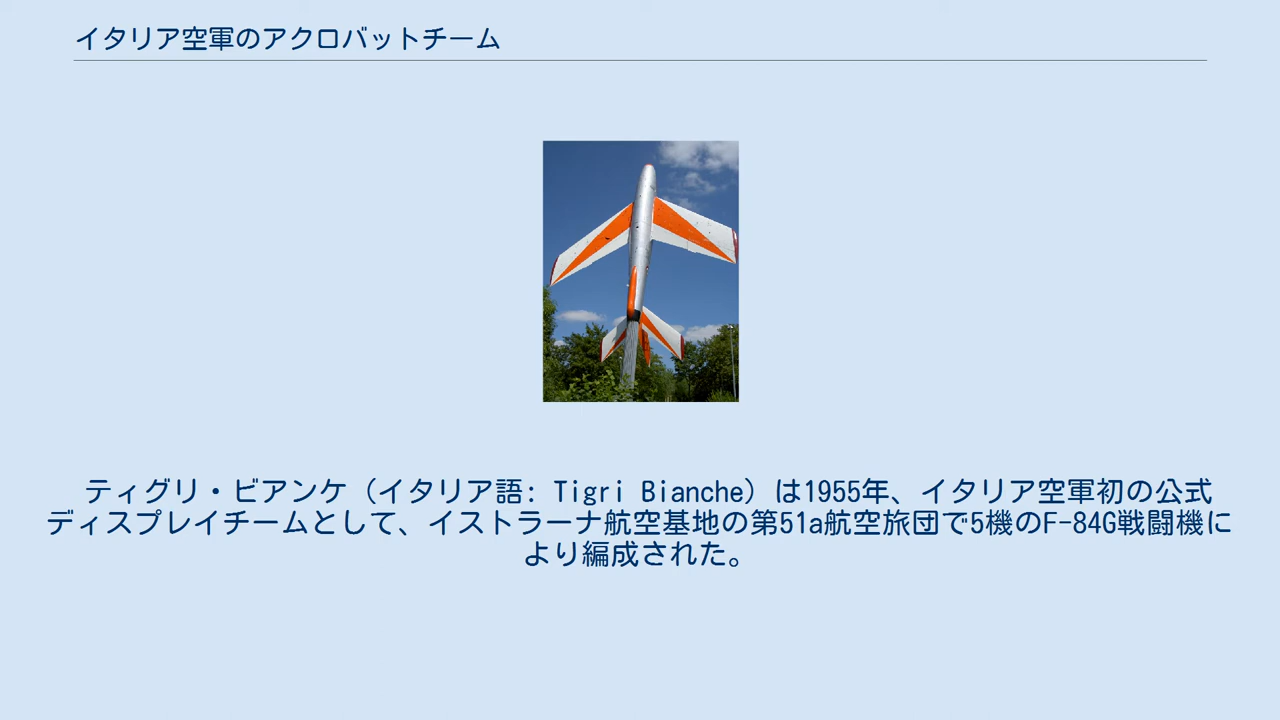 イタリア空軍のアクロバットチーム
ティグリ・ビアンケ（イタリア語: Tigri Bianche）は1955年、イタリア空軍初の公式
ディスプレイチームとして、イストラーナ航空基地の第51a航空旅団で5機のF-84G戦闘機に
より編成された。